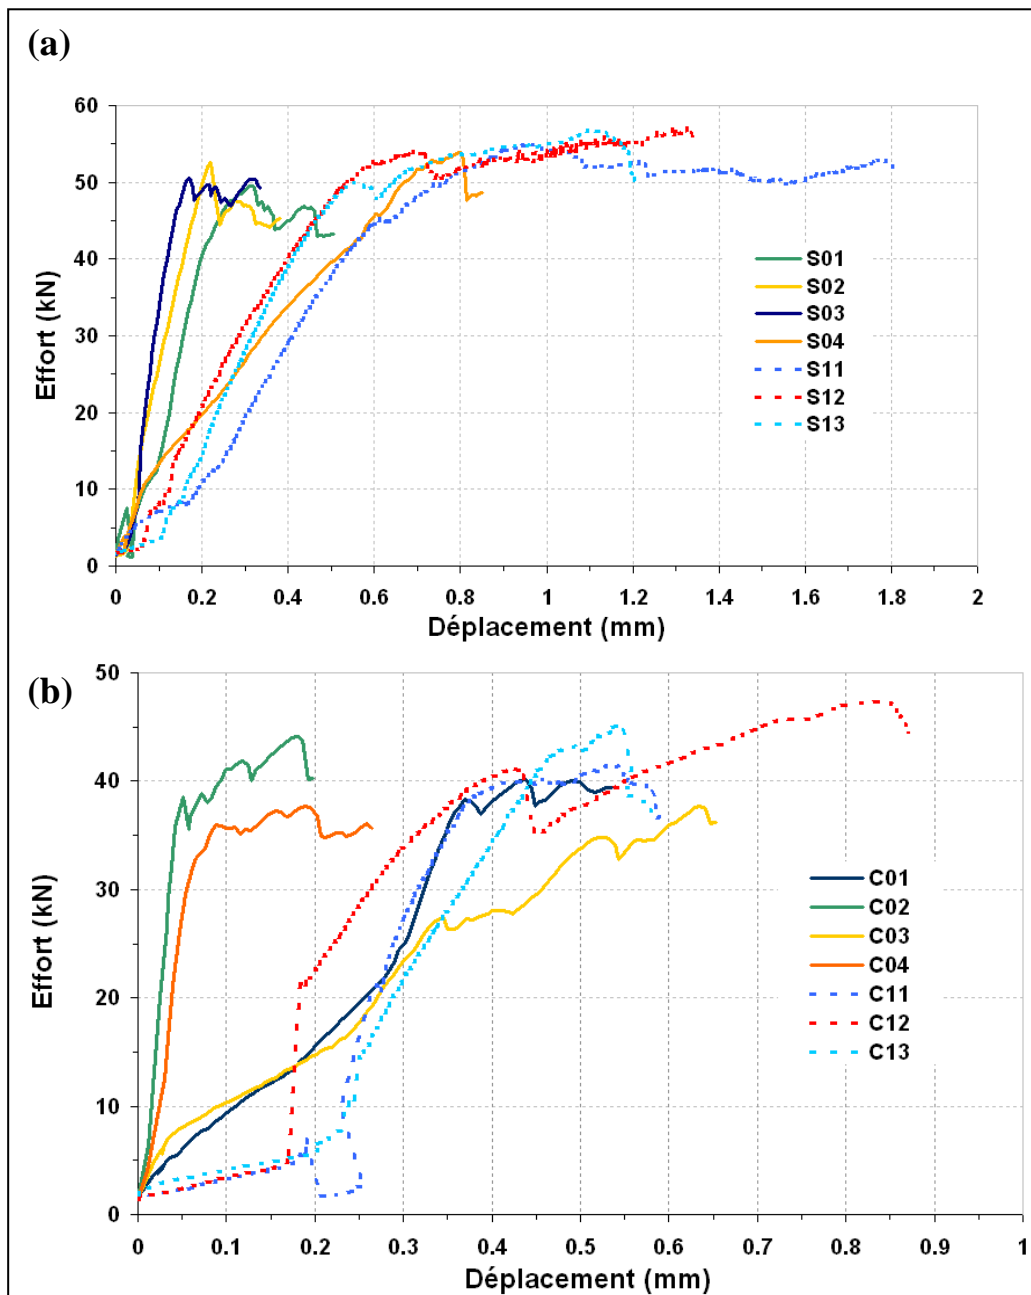 (a)
60
50
40
30
20
10
0
Effort (kN)
S01
S02
S03
S04
S11
S12
S13
0 0.2 0.4 0.6 0.8 1 1.2 1.4 1.6 1.8 2
Déplacement (mm)
(b)
50
40
30
20
10
0
Effort (kN)
C01
C02
C03
C04
C11
C12
C13
0 0.1 0.2 0.3 0.4 0.5 0.6 0.7 0.8 0.9 1
Déplacement (mm)